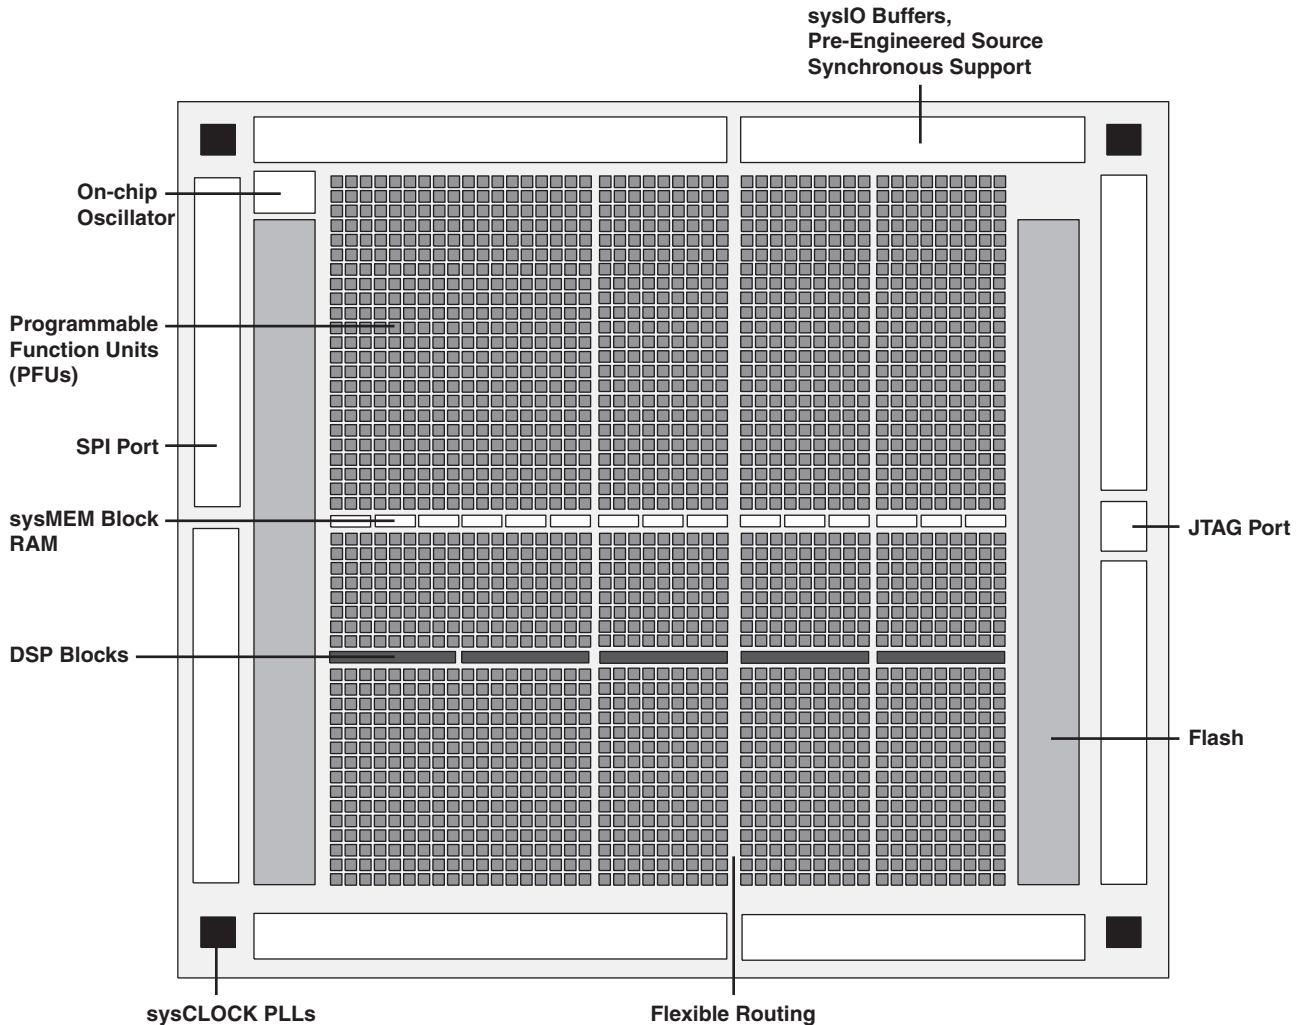 sysIO Buffers,
Pre-Engineered Source
Synchronous Support
On-chip
Oscillator
Programmable
Function Units
(PFUs)
SPI Port
sysMEM Block
RAM
JTAG Port
DSP Blocks
Flash
sysCLOCK PLLs
Flexible Routing